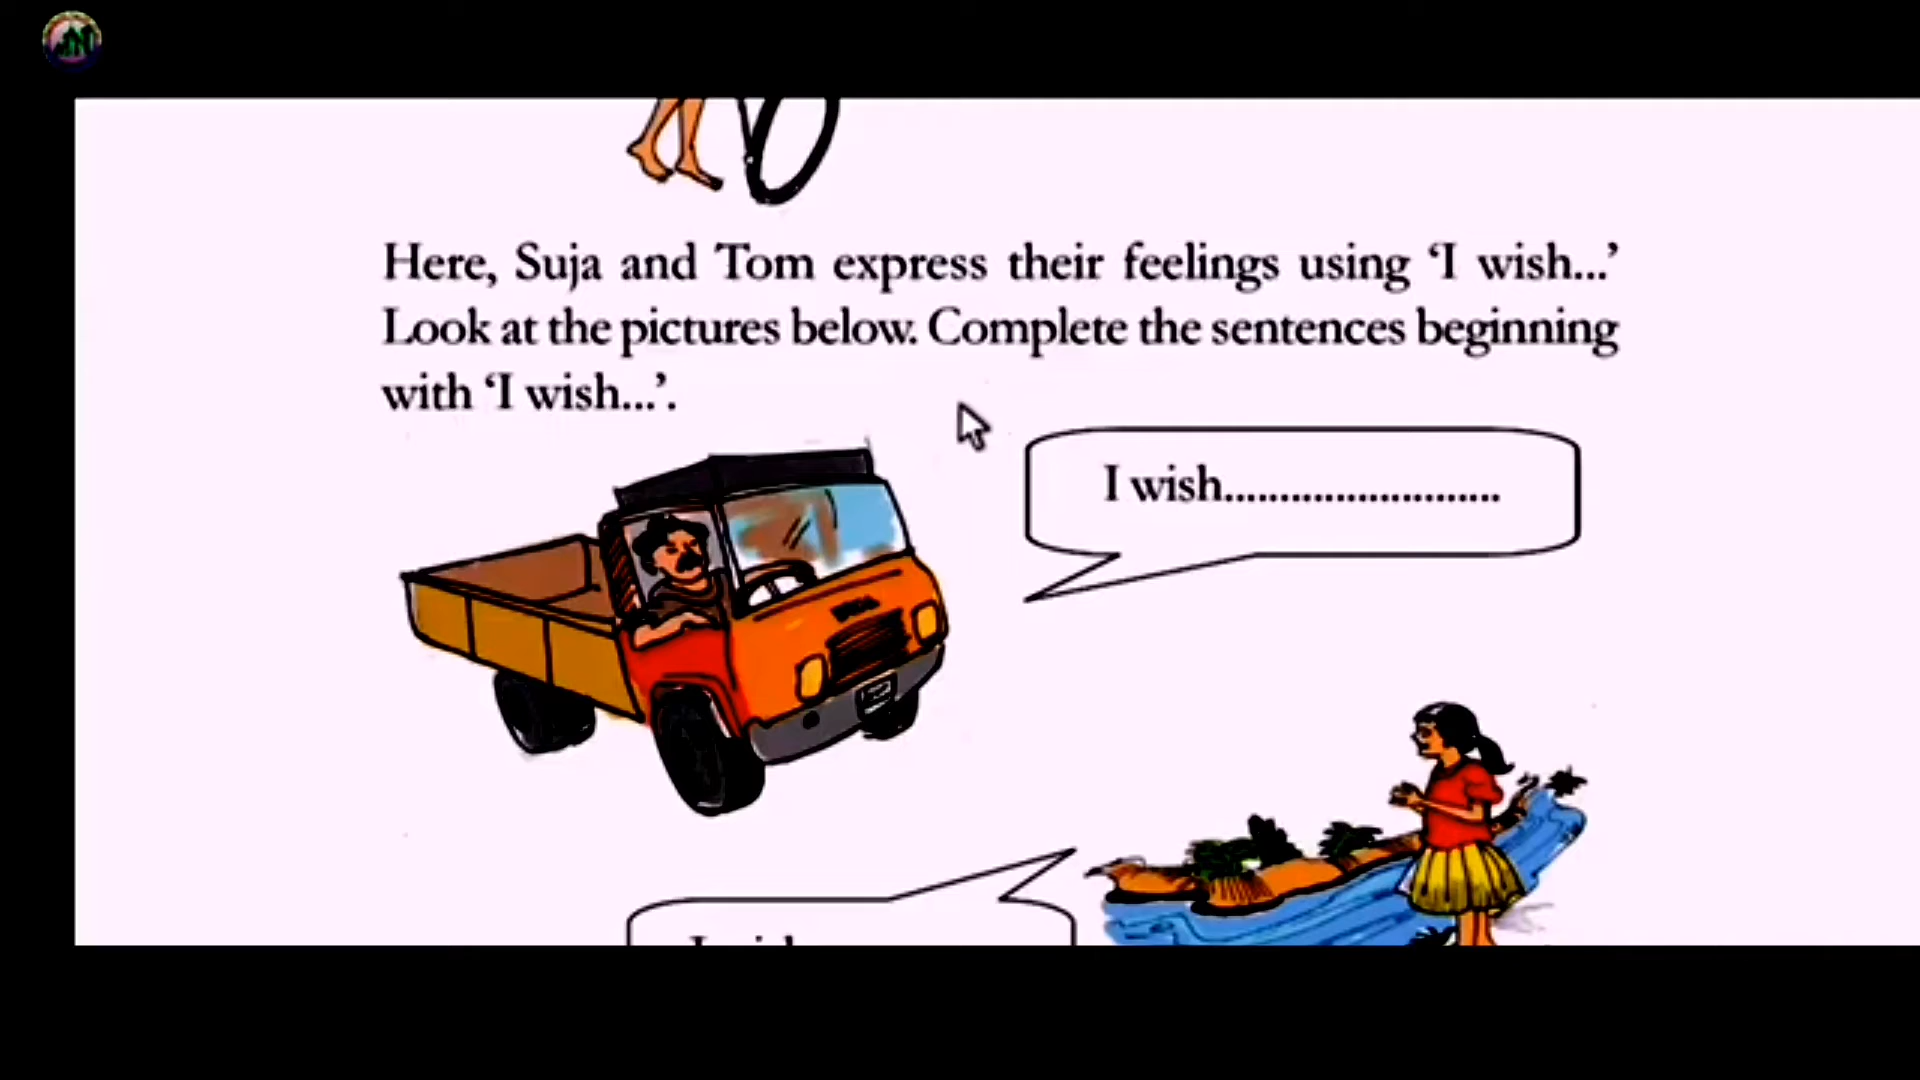 Here, Suja and Tom express their feelings using ‘I wish...’
Look at the pictures below. Complete the sentences beginning
with ‘I wish...’.
I wish.........................